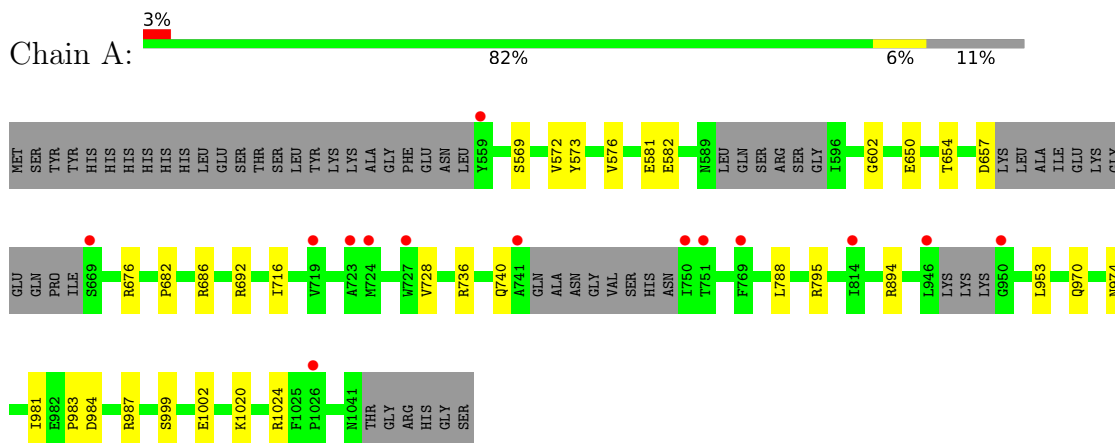 3%
Chain A:
82% 6% 11%
MET SER TYR TYR HIS HIS HIS HIS HIS HIS LEU GLU SER THR SER LEU TYR LYS LYS ALA GLY PHE GLU ASN LEU Y559 S569 V572 Y573 V576 E581 E582 N589 LEU GLN SER ARG SER GLY I596 G602 E650 T654 D657 LYS LEU ALA ILE GLU LYS GLY
GLU GLN PRO ILE S669 R676 P682 R686 R692 I716 V719 A723 M724 W727 V728 R736 Q740 A741 GLN ALA ASN GLY VAL SER HIS ASN I750 T751 F769 L788 R795 I814 R894 L946 LYS LYS LYS G950 L953 Q970 N974
I981 E982 P983 D984 R987 S999 E1002 K1020 R1024 F1025 P1026 N1041 THR GLY ARG HIS GLY SER